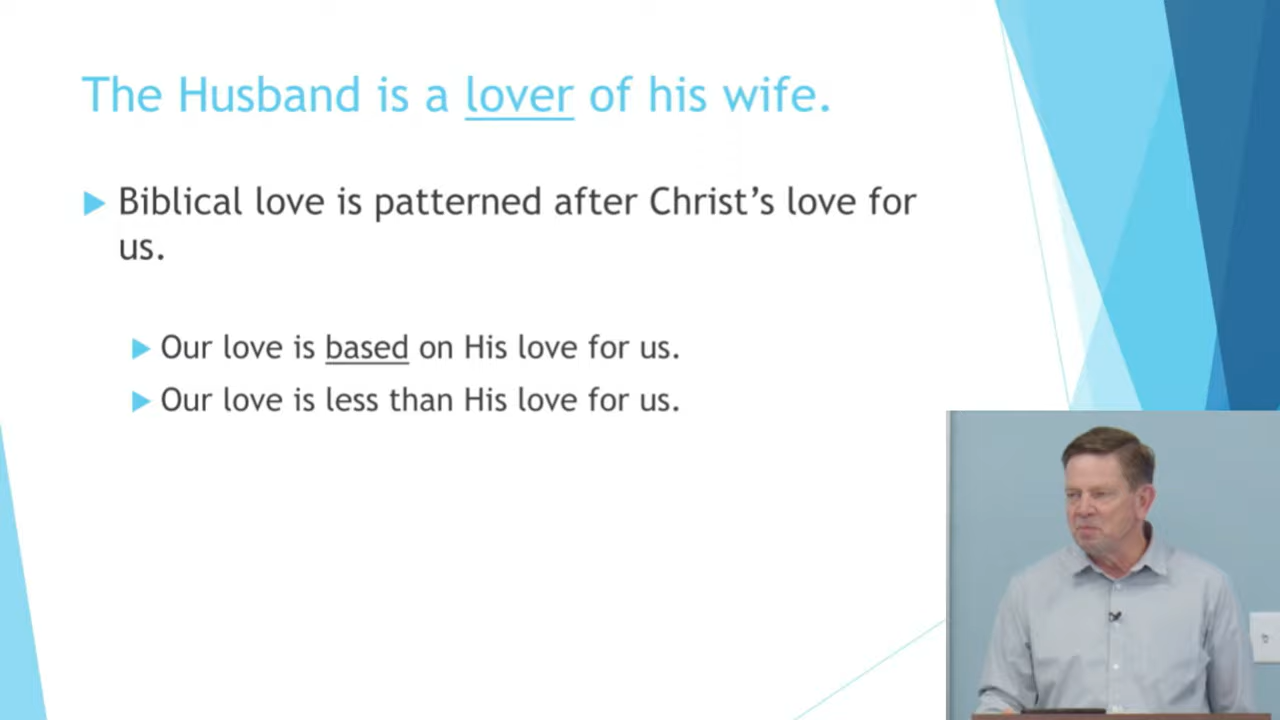 The Husband is a lover of his wife.
Biblical love is patterned after Christ’s love for
us.
Our love is based on His love for us.
Our love is less than His love for us.